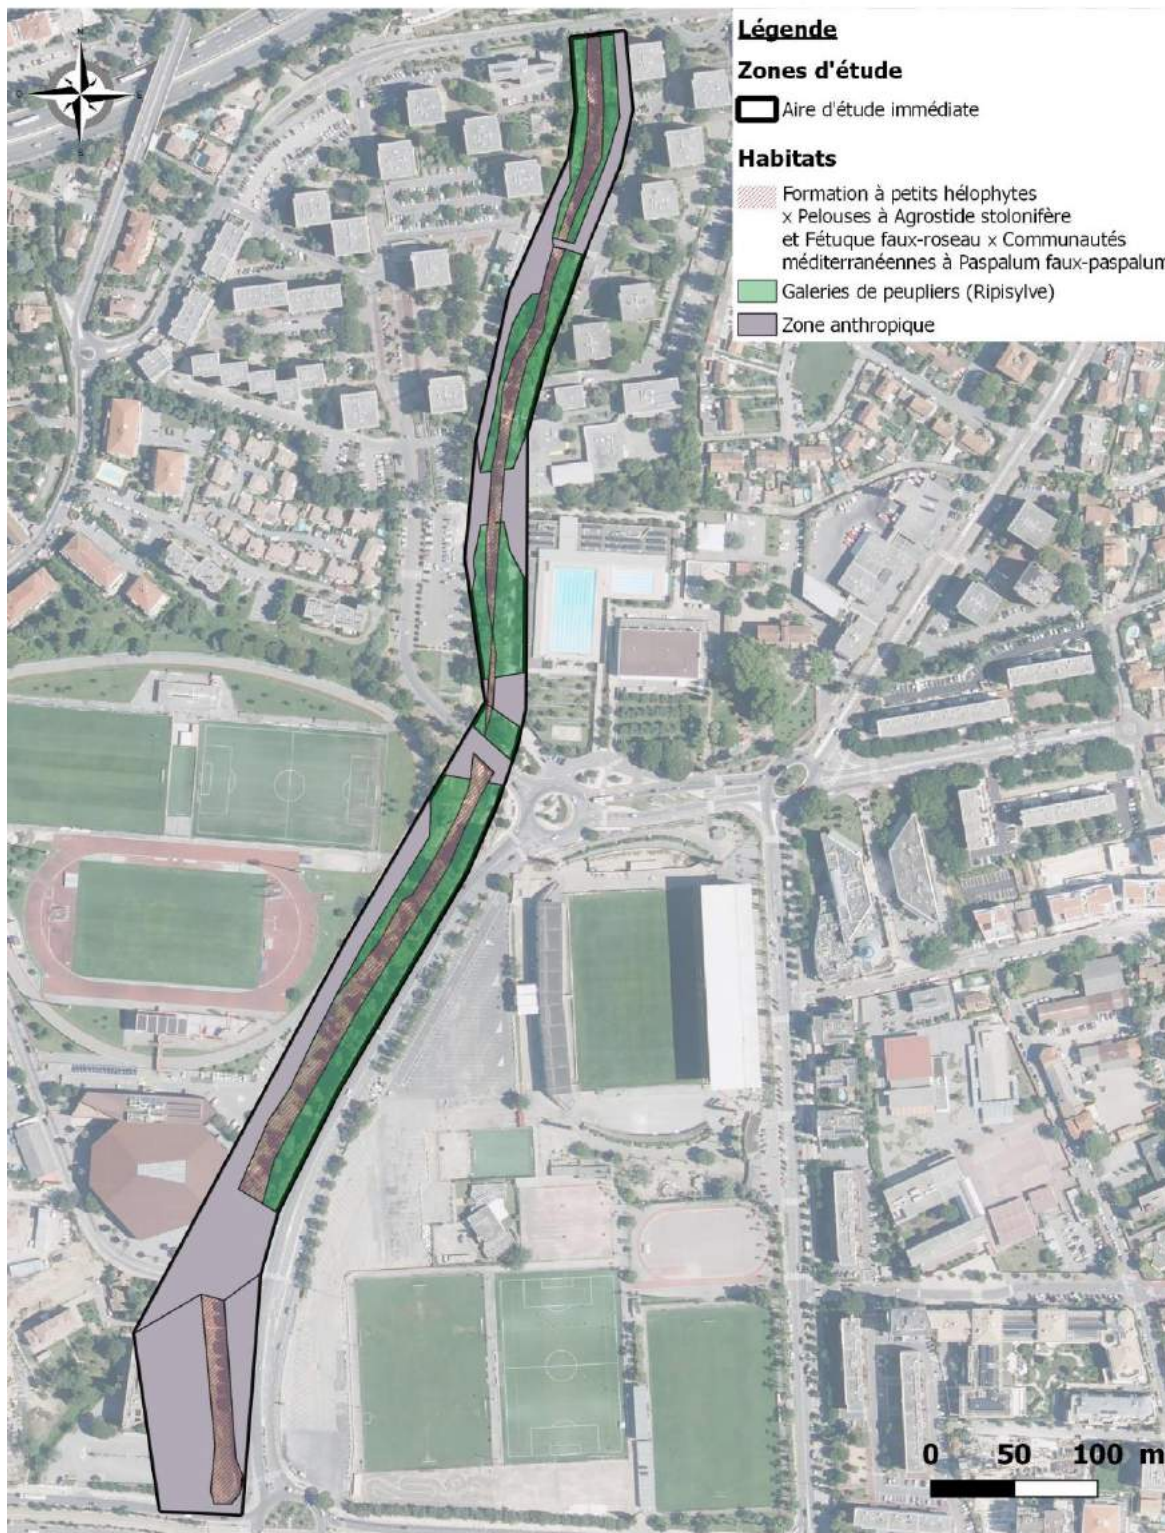 N
O
E
S
Légende
Zones d'étude
Aire d'étude immédiate
Habitats
Formation à petits hélophytes
x Pelouses à Agrostide stolonifère
et Fétuque faux-roseau x Communautés
méditerranéennes à Paspalum faux-paspalum
Galeries de peupliers (Ripisylve)
Zone anthropique
0 50 100 m